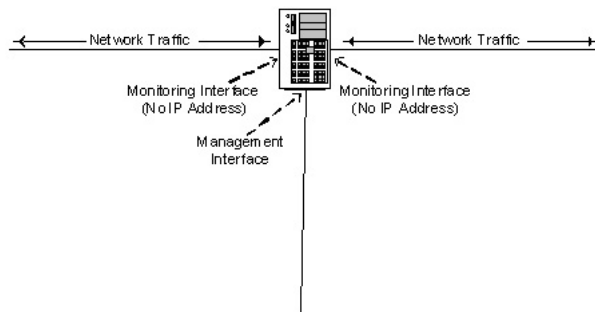 Network Traffic
Network Traffic
Monitoring Interface
(No IP Address)
Monitoring Interface
(No IP Address)
Management
Interface